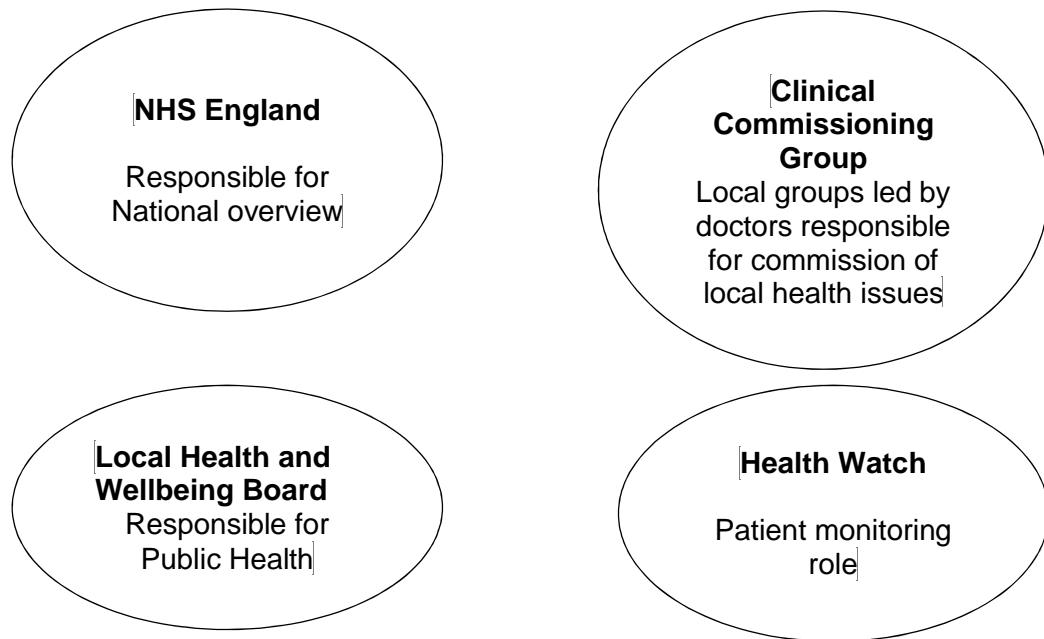 NHS England
Responsible for
National overview
Clinical
Commissioning
Group
Local groups led by
doctors responsible
for commission of
local health issues
Local Health and
Wellbeing Board
Responsible for
Public Health
Health Watch
Patient monitoring
role